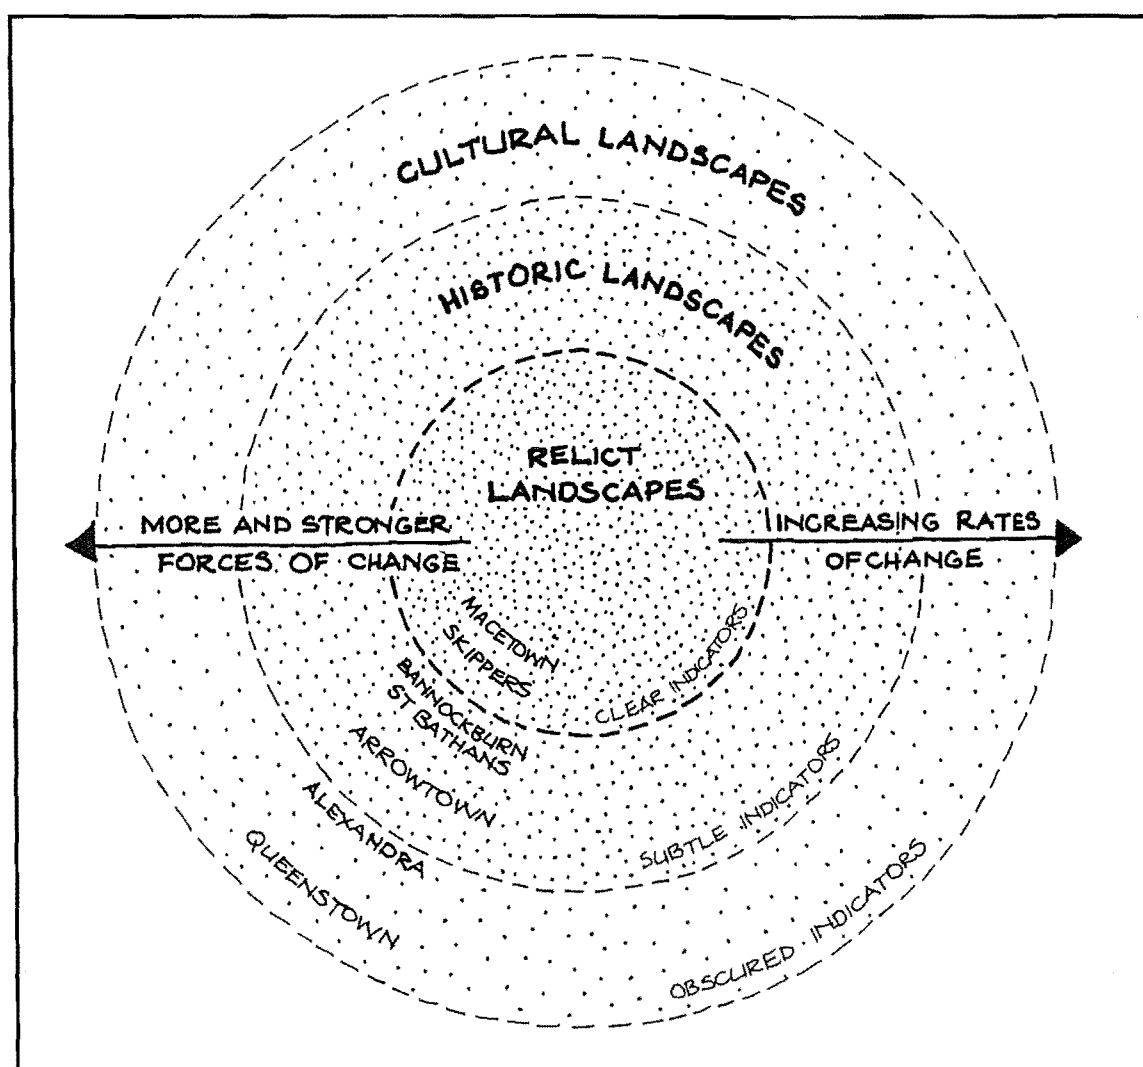 CULTURAL LANDSCAPES
HISTORIC LANDSCAPES
RELICT
LANDSCAPES
MORE AND STRONGER
FORCES OF CHANGE
INCREASING RATES
OF CHANGE
MACETOWN
SKIPPERS
CLEAR INDICATORS
BANNOCKBURN
ST BATHANS
ARROWTOWN
SUBTLE INDICATORS
ALEXANDRA
QUEENSTOWN
OBSCURED INDICATORS